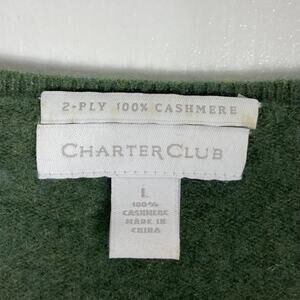 2-PLY 100% CASHMERE
CHARTER CLUB
L
100%
CASHMERE
MADE IN
CHINA